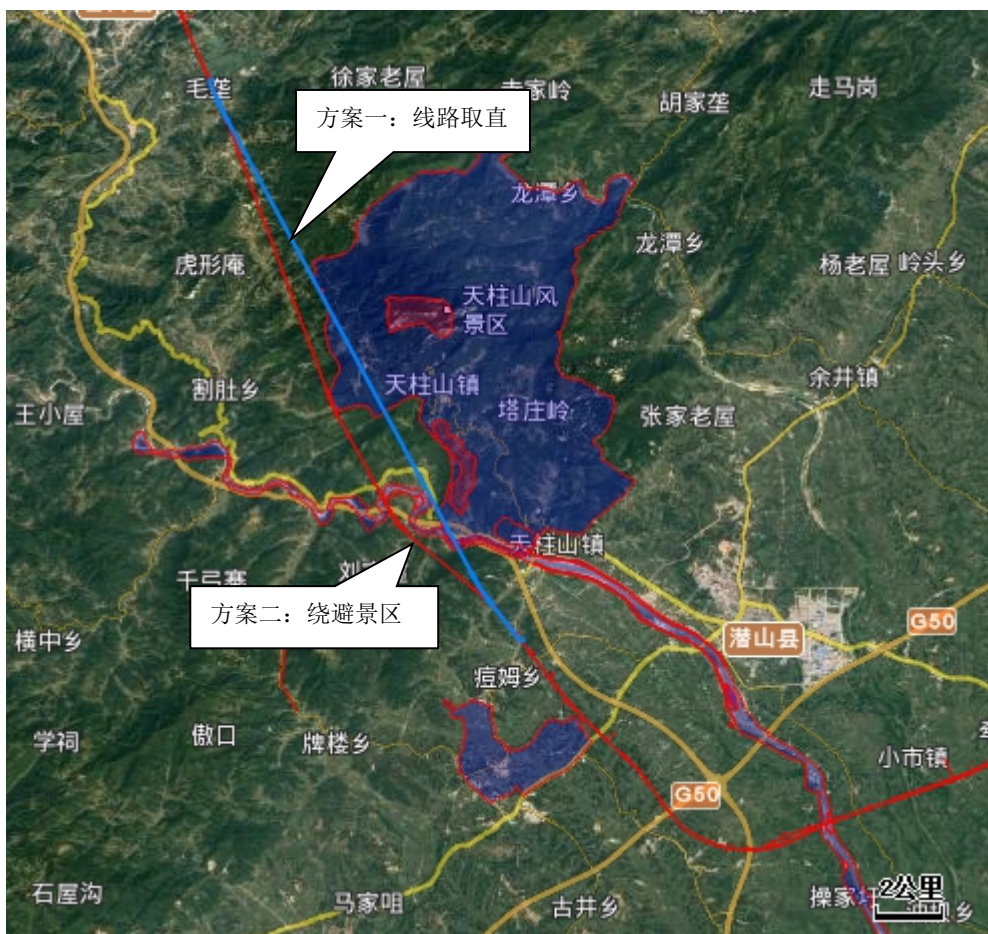 毛垄
徐家老屋
走马岗
胡家垄
方案一：线路取直
龙潭乡
龙潭乡
虎形庵
杨老屋
岭头乡
天柱山风
景区
割肚乡
天柱山镇
塔庄岭
余井镇
王小屋
张家老屋
天柱山镇
千弓寨
方案二：绕避景区
G50
横中乡
潜山县
痘姆乡
学祠
傲口
牌楼乡
小市镇
G50
石屋沟
马家咀
古井乡
2公里